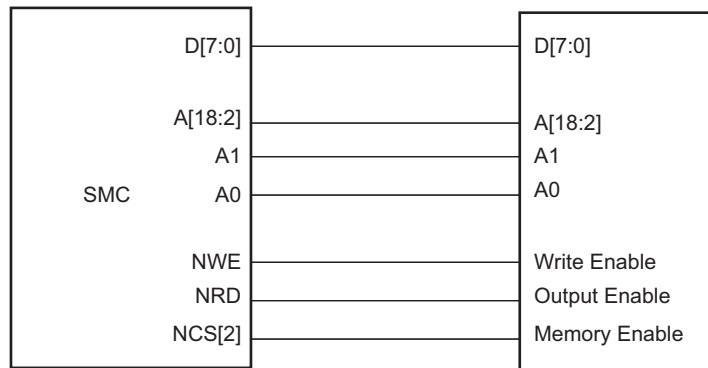 D[7:0] D[7:0]
A[18:2] A[18:2]
A1 A1
SMC A0 A0
NWE Write Enable
NRD Output Enable
NCS[2] Memory Enable